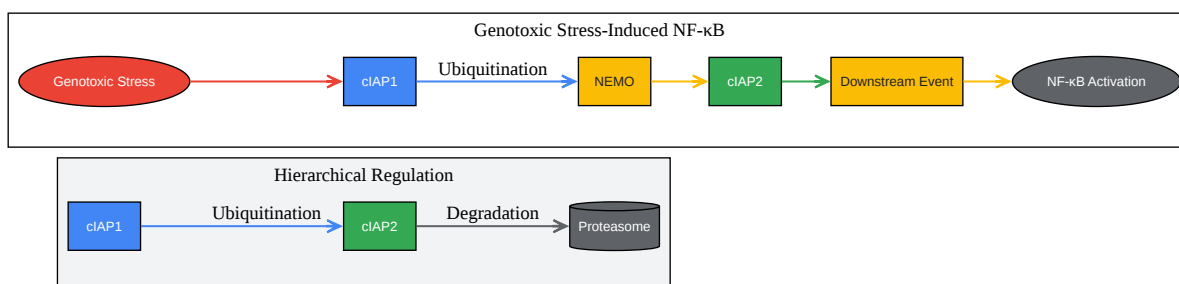 Genotoxic Stress-Induced NF-κB
Genotoxic Stress
cIAP1
Ubiquitination
NEMO
cIAP2
Downstream Event
NF-κB Activation
Hierarchical Regulation
cIAP1
Ubiquitination
cIAP2
Degradation
Proteasome